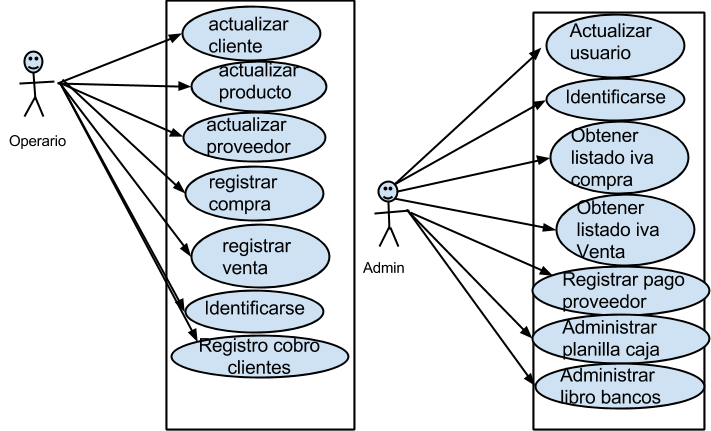 actualizar
cliente
actualizar
producto
Operario
actualizar
proveedor
registrar
compra
registrar
venta
Identificarse
Registro cobro
clientes
Actualizar
usuario
Identificarse
Obtener
listado iva
compra
Obtener
listado iva
Venta
Admin
Registrar pago
proveedor
Administrar
planilla caja
Administrar
libro bancos